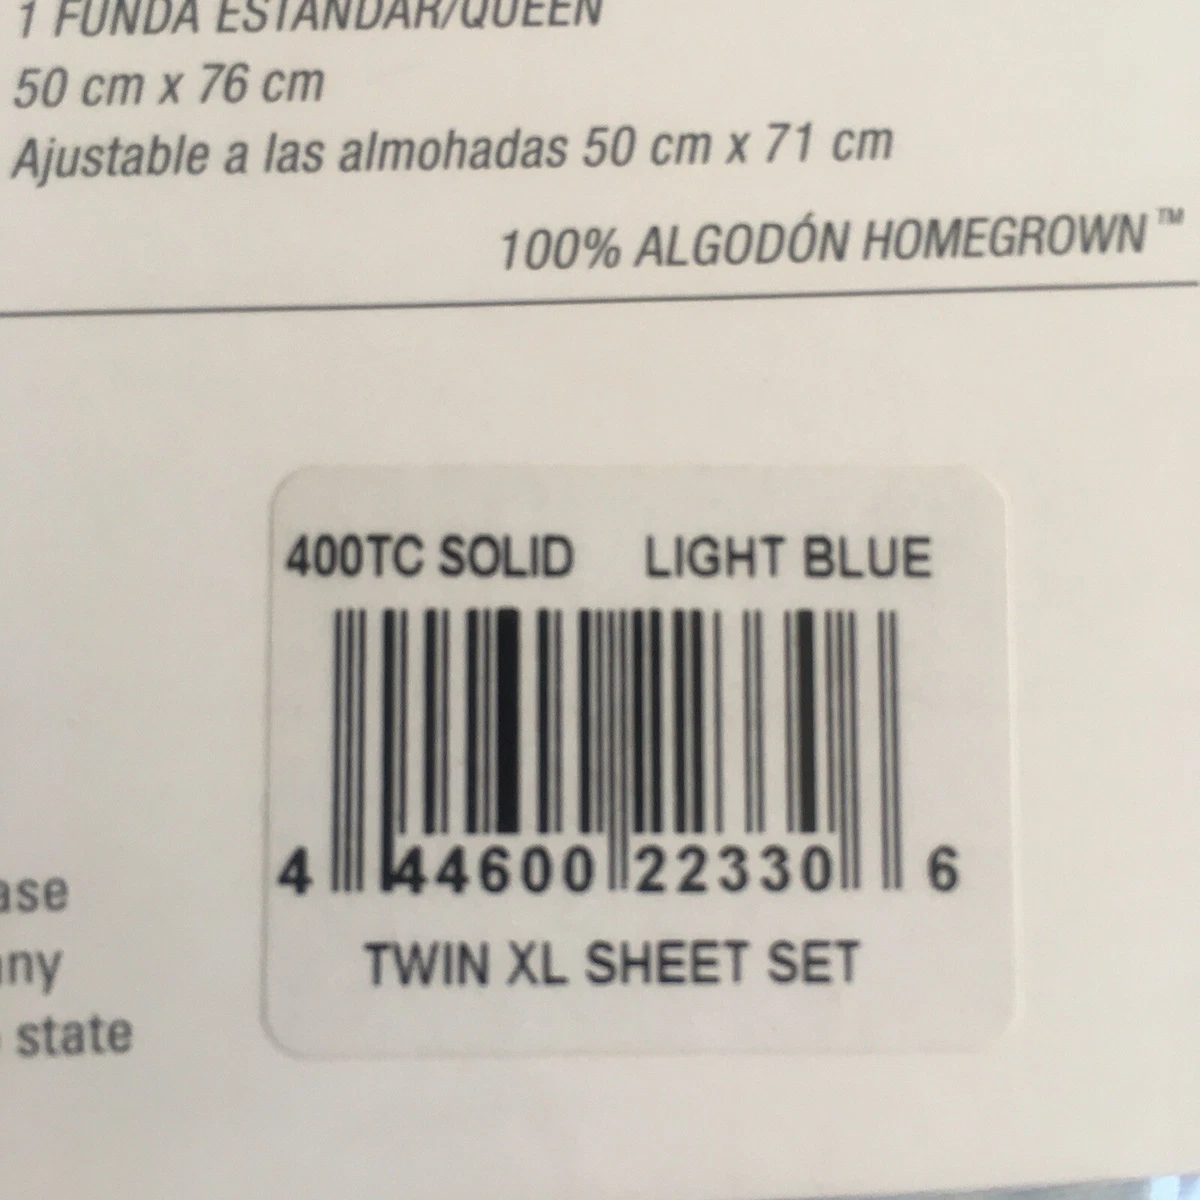 1 FUNDA ESTÁNDAR/QUEEN
50 cm x 76 cm
Ajustable a las almohadas 50 cm x 71 cm
100% ALGODÓN HOMEGROWN™
400TC SOLID LIGHT BLUE
4 44600 22330 6
TWIN XL SHEET SET
ase
ny
state